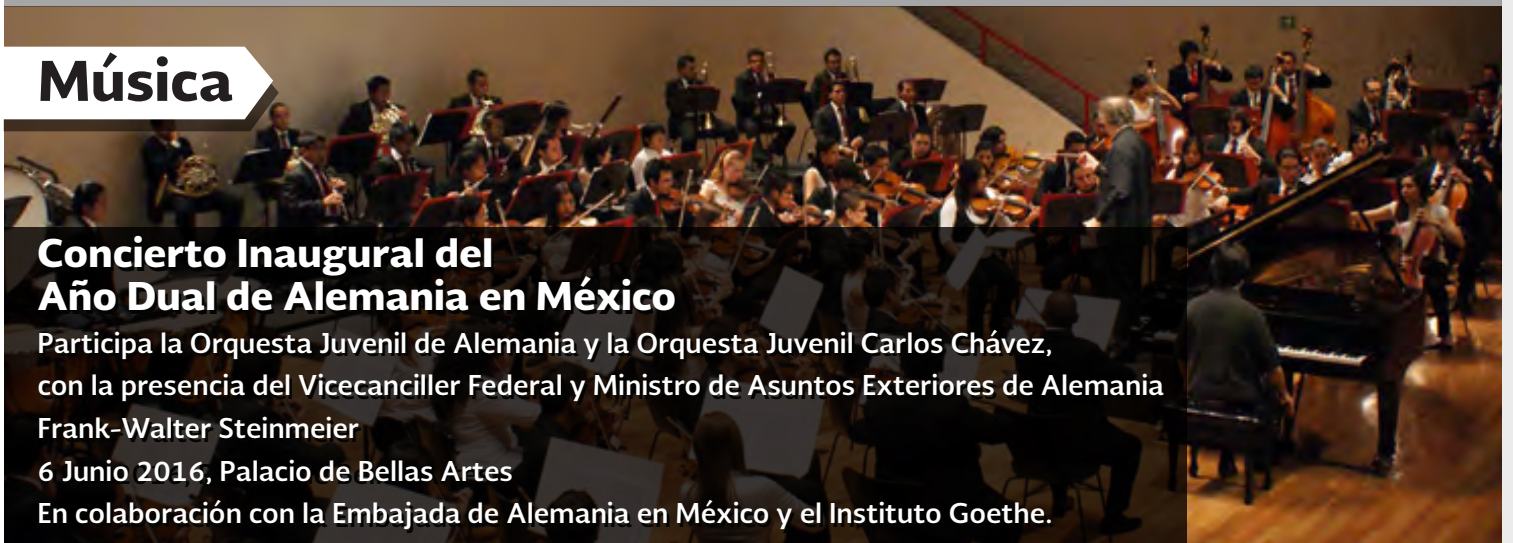 Música
Concierto Inaugural del
Año Dual de Alemania en México
Participa la Orquesta Juvenil de Alemania y la Orquesta Juvenil Carlos Chávez,
con la presencia del Vicecanciller Federal y Ministro de Asuntos Exteriores de Alemania
Frank-Walter Steinmeier
6 Junio 2016, Palacio de Bellas Artes
En colaboración con la Embajada de Alemania en México y el Instituto Goethe.